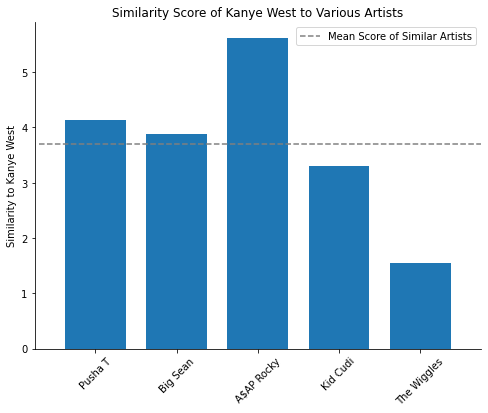 Similarity Score of Kanye West to Various Artists
Mean Score of Similar Artists
Similarity to Kanye West
5
4
3
2
1
0
Pusha T
Big Sean
A$AP Rocky
Kid Cudi
The Wiggles